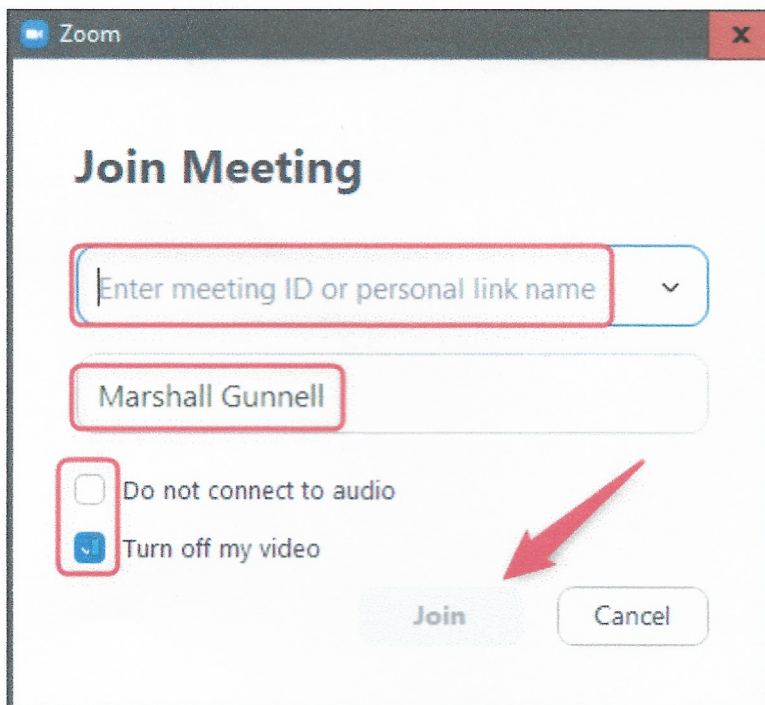 Zoom
Join Meeting
Enter meeting ID or personal link name
Marshall Gunnell
Do not connect to audio
Turn off my video
Join
Cancel